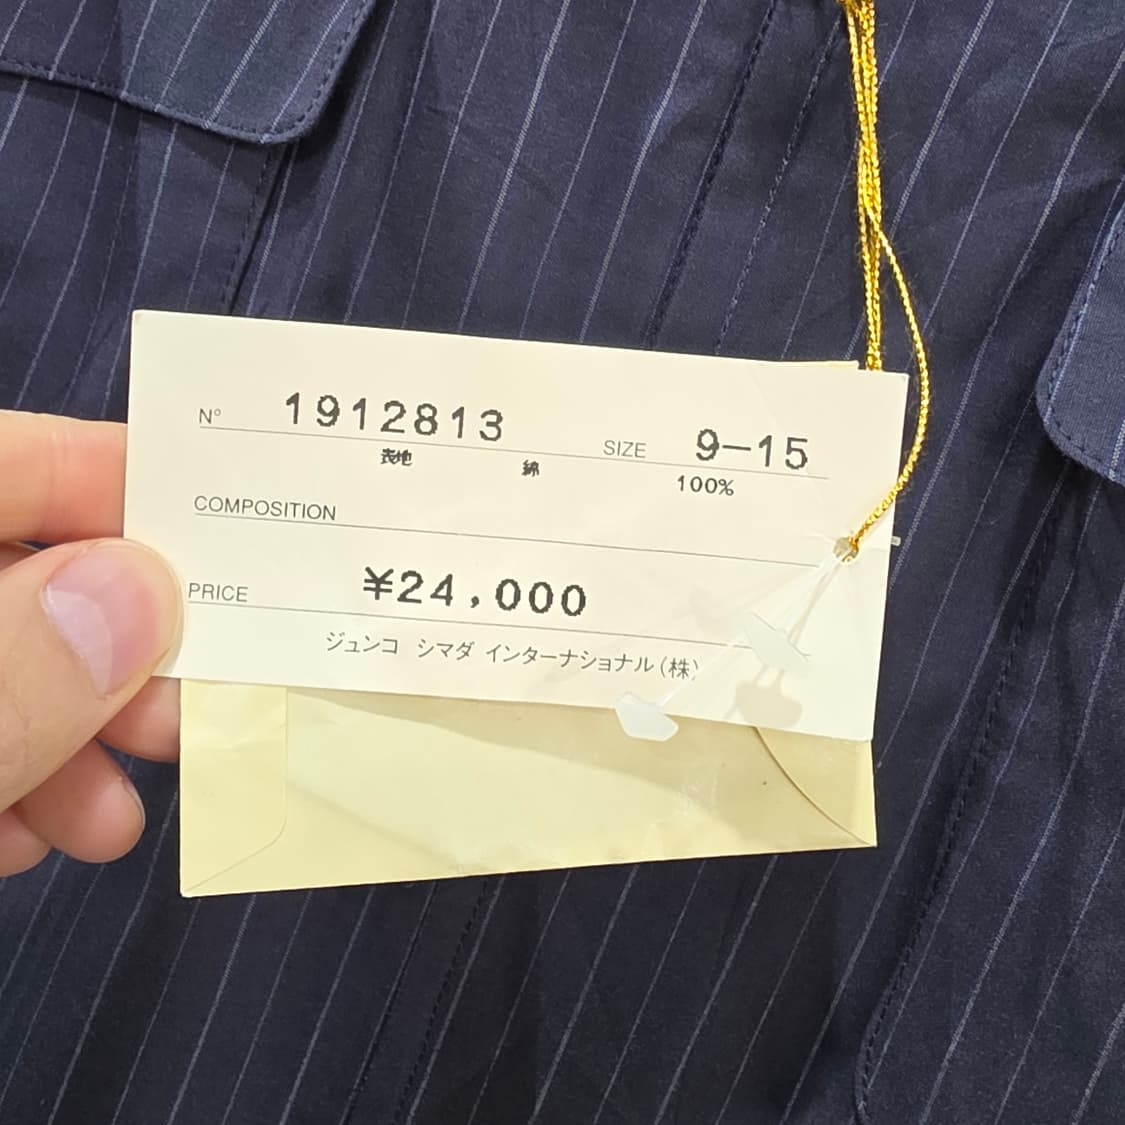 N° 1912813 SIZE 9-15
表地 綿 100%
COMPOSITION
PRICE ¥24,000
ジュンコ シマダ インターナショナル(株)